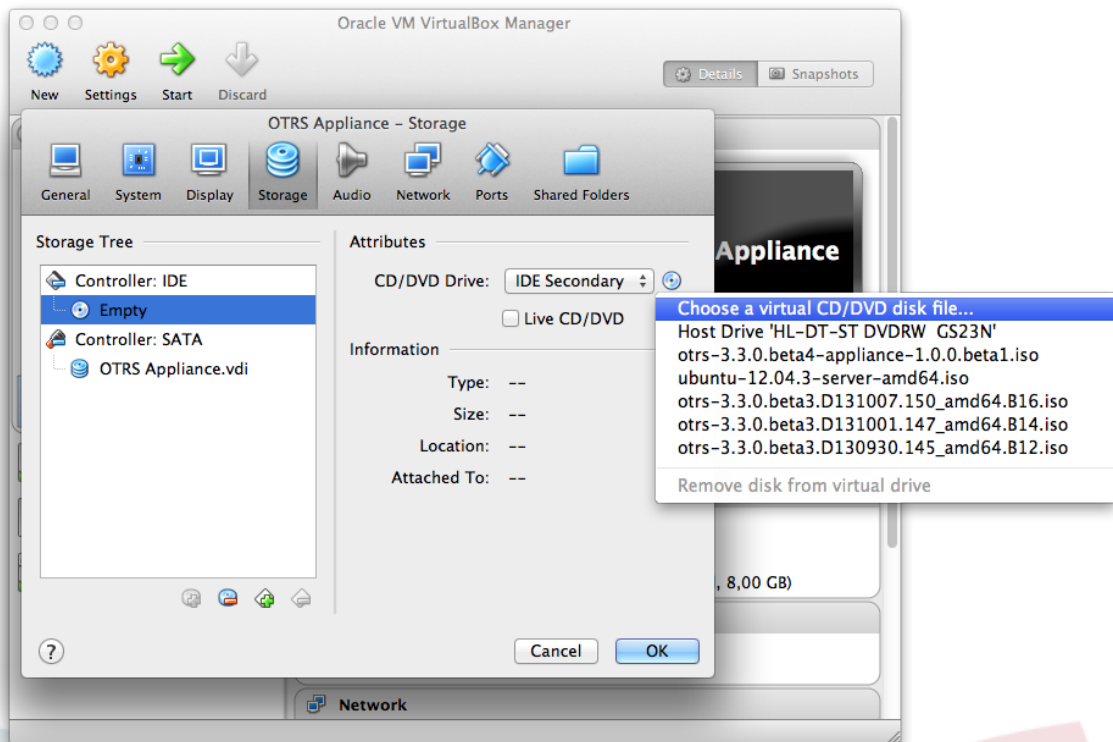 Oracle VM VirtualBox Manager
New
Settings
Start
Discard
Details
Snapshots
OTRS Appliance – Storage
General
System
Display
Storage
Audio
Network
Ports
Shared Folders
Appliance
Storage Tree
Controller: IDE
Empty
Controller: SATA
OTRS Appliance.vdi
Attributes
CD/DVD Drive:
IDE Secondary
Live CD/DVD
Information
Type: --
Size: --
Location: --
Attached To: --
Choose a virtual CD/DVD disk file...
Host Drive 'HL-DT-ST DVDRW  GS23N'
otrs-3.3.0.beta4-appliance-1.0.0.beta1.iso
ubuntu-12.04.3-server-amd64.iso
otrs-3.3.0.beta3.D131007.150_amd64.B16.iso
otrs-3.3.0.beta3.D131001.147_amd64.B14.iso
otrs-3.3.0.beta3.D130930.145_amd64.B12.iso
Remove disk from virtual drive
, 8,00 GB)
?
Cancel
OK
Network